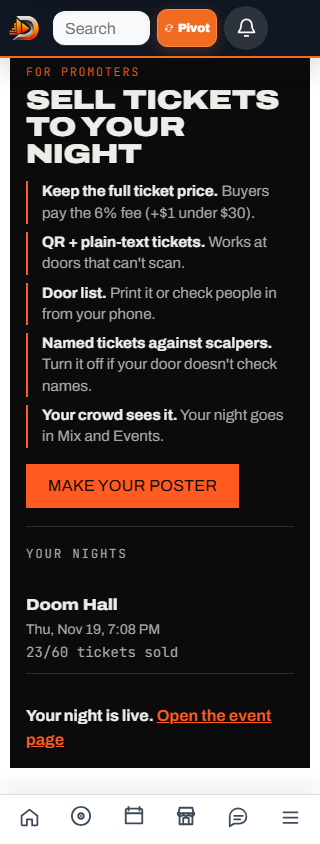 Search
Pivot
FOR PROMOTERS
SELL TICKETS
TO YOUR
NIGHT
Keep the full ticket price. Buyers
pay the 6% fee (+$1 under $30).
QR + plain-text tickets. Works at
doors that can't scan.
Door list. Print it or check people in
from your phone.
Named tickets against scalpers.
Turn it off if your door doesn't check
names.
Your crowd sees it. Your night goes
in Mix and Events.
MAKE YOUR POSTER
YOUR NIGHTS
Doom Hall
Thu, Nov 19, 7:08 PM
23/60 tickets sold
Your night is live. Open the event
page